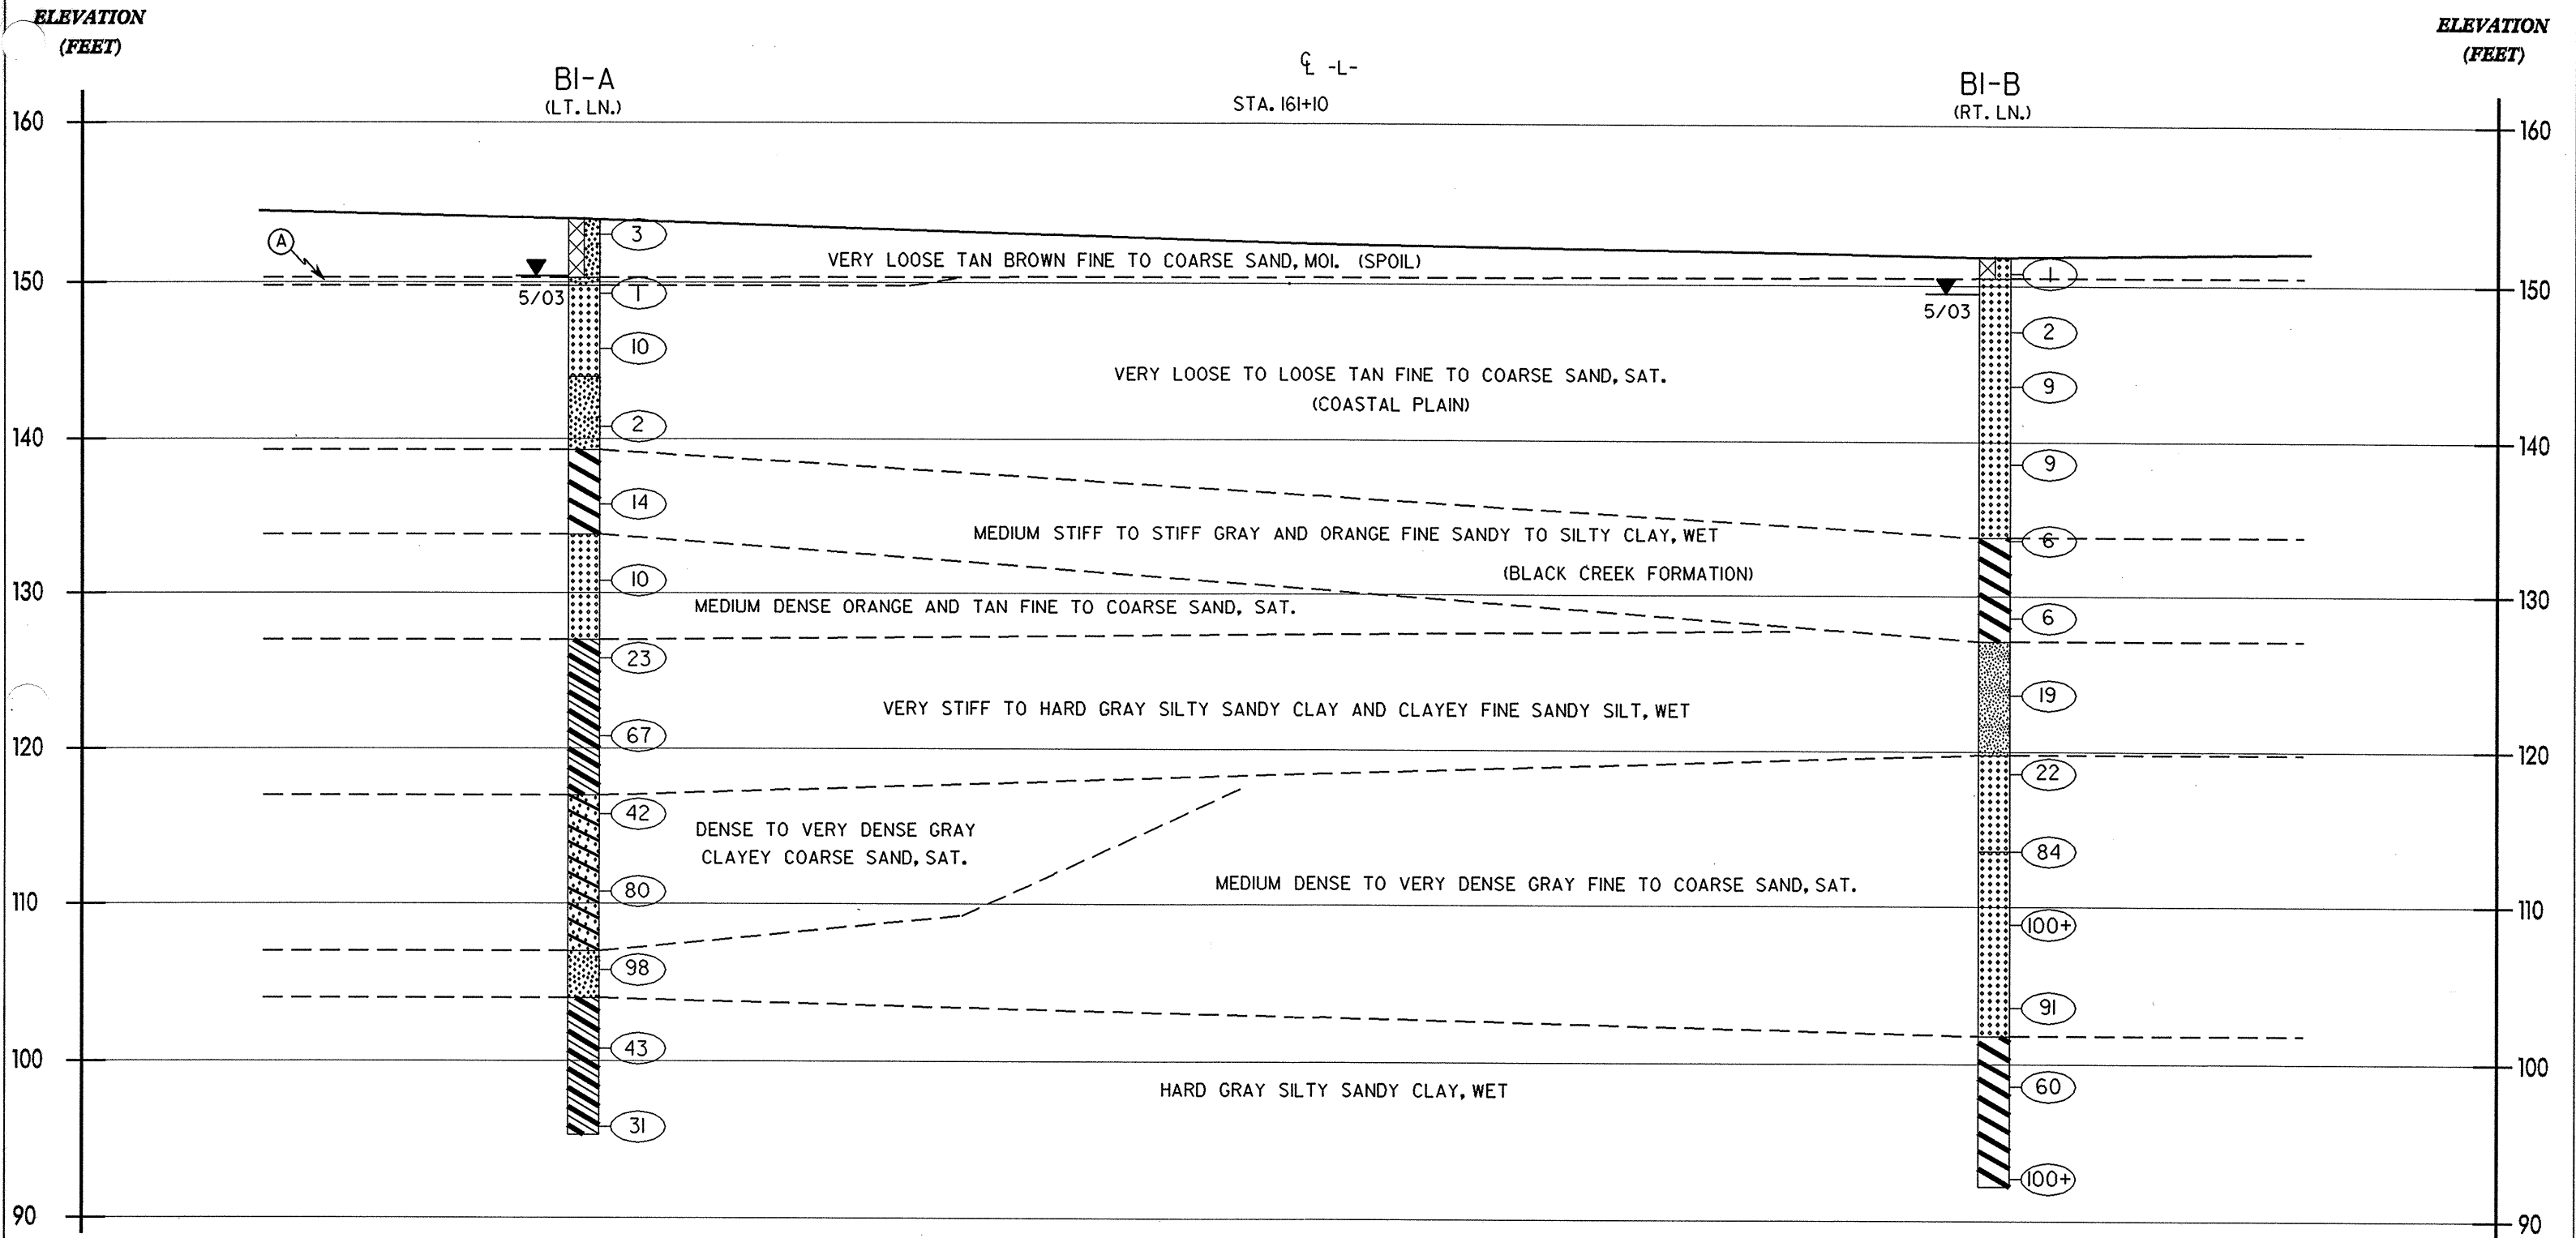 ELEVATION
(FEET)
ELEVATION
(FEET)
BI-A
(LT. LN.)
℄ -L-
STA. 161+10
BI-B
(RT. LN.)
160
160
A
3
VERY LOOSE TAN BROWN FINE TO COARSE SAND, MOI. (SPOIL)
1
150
5/03
1
5/03
150
10
2
VERY LOOSE TO LOOSE TAN FINE TO COARSE SAND, SAT.
(COASTAL PLAIN)
9
140
2
140
9
14
MEDIUM STIFF TO STIFF GRAY AND ORANGE FINE SANDY TO SILTY CLAY, WET
6
(BLACK CREEK FORMATION)
10
130
130
MEDIUM DENSE ORANGE AND TAN FINE TO COARSE SAND, SAT.
6
23
19
VERY STIFF TO HARD GRAY SILTY SANDY CLAY AND CLAYEY FINE SANDY SILT, WET
67
120
120
22
42
DENSE TO VERY DENSE GRAY
CLAYEY COARSE SAND, SAT.
84
80
MEDIUM DENSE TO VERY DENSE GRAY FINE TO COARSE SAND, SAT.
110
110
100+
98
91
43
100
100
HARD GRAY SILTY SANDY CLAY, WET
60
31
100+
90
90